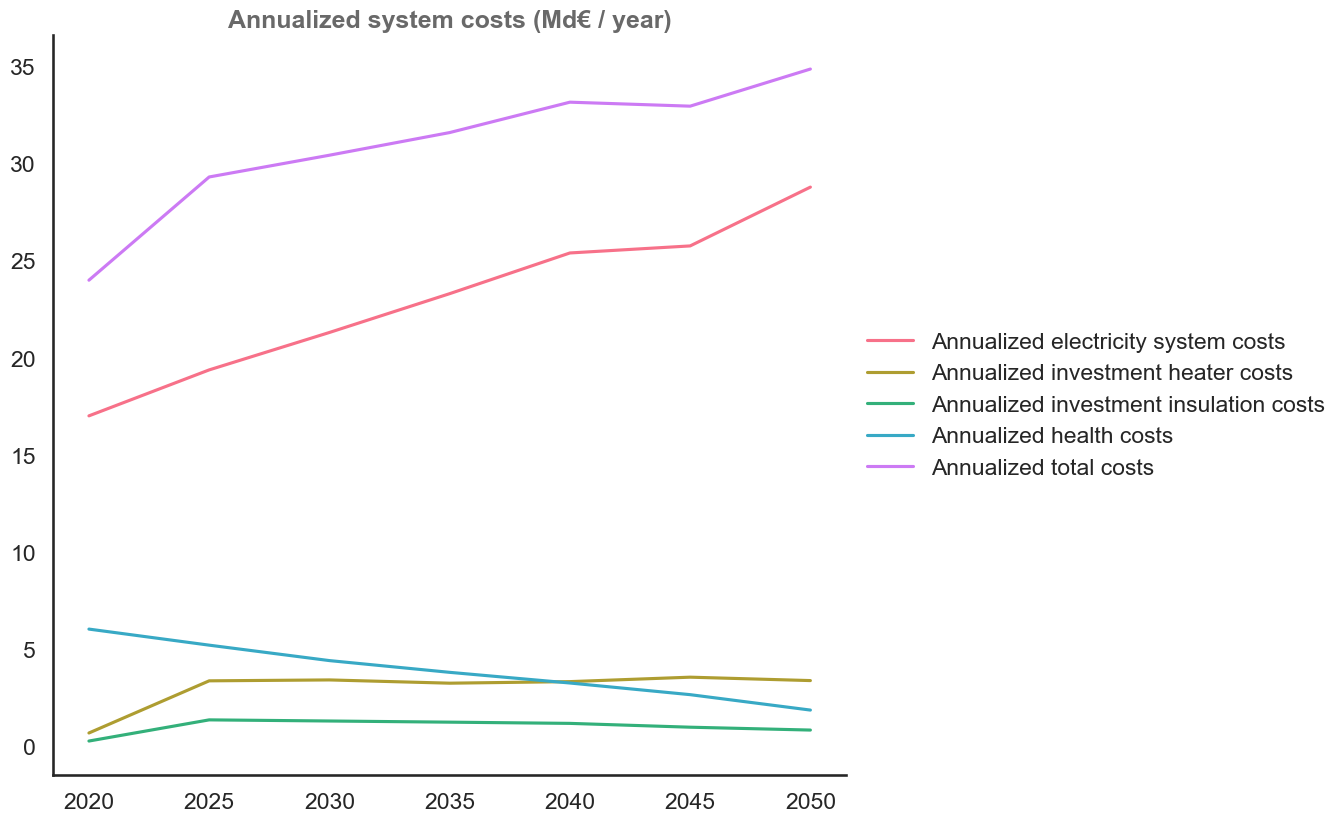 Annualized system costs (Md€ / year)
35
30
25
20
15
10
5
0
2020 2025 2030 2035 2040 2045 2050
Annualized electricity system costs
Annualized investment heater costs
Annualized investment insulation costs
Annualized health costs
Annualized total costs